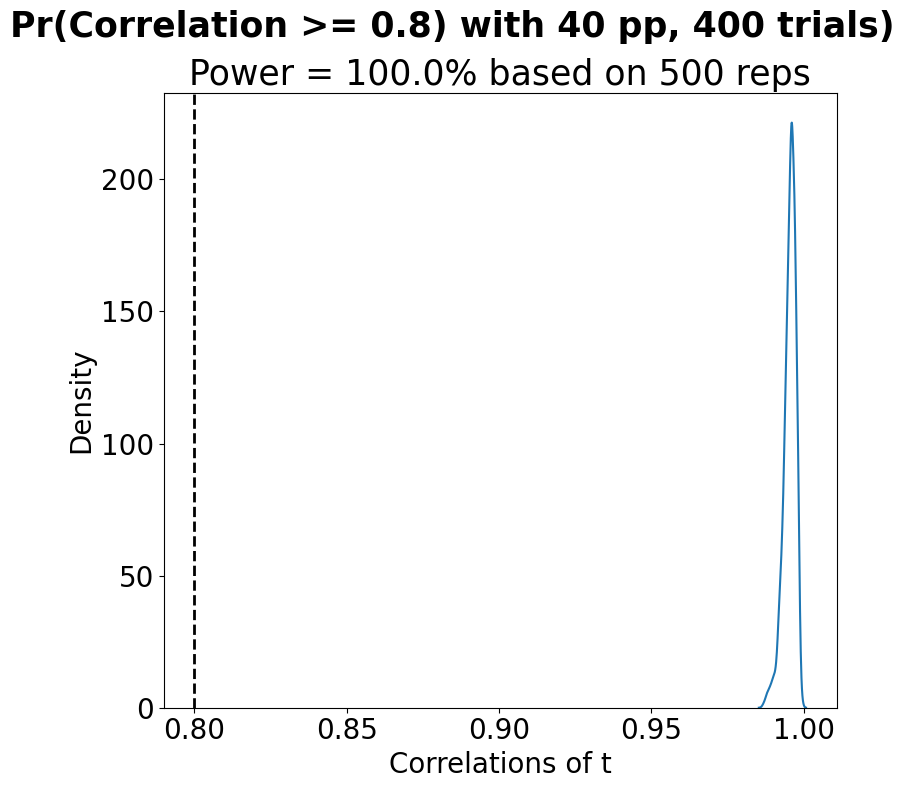 Pr(Correlation >= 0.8) with 40 pp, 400 trials)
Power = 100.0% based on 500 reps
200
150
100
50
0
Density
0.80 0.85 0.90 0.95 1.00
Correlations of t